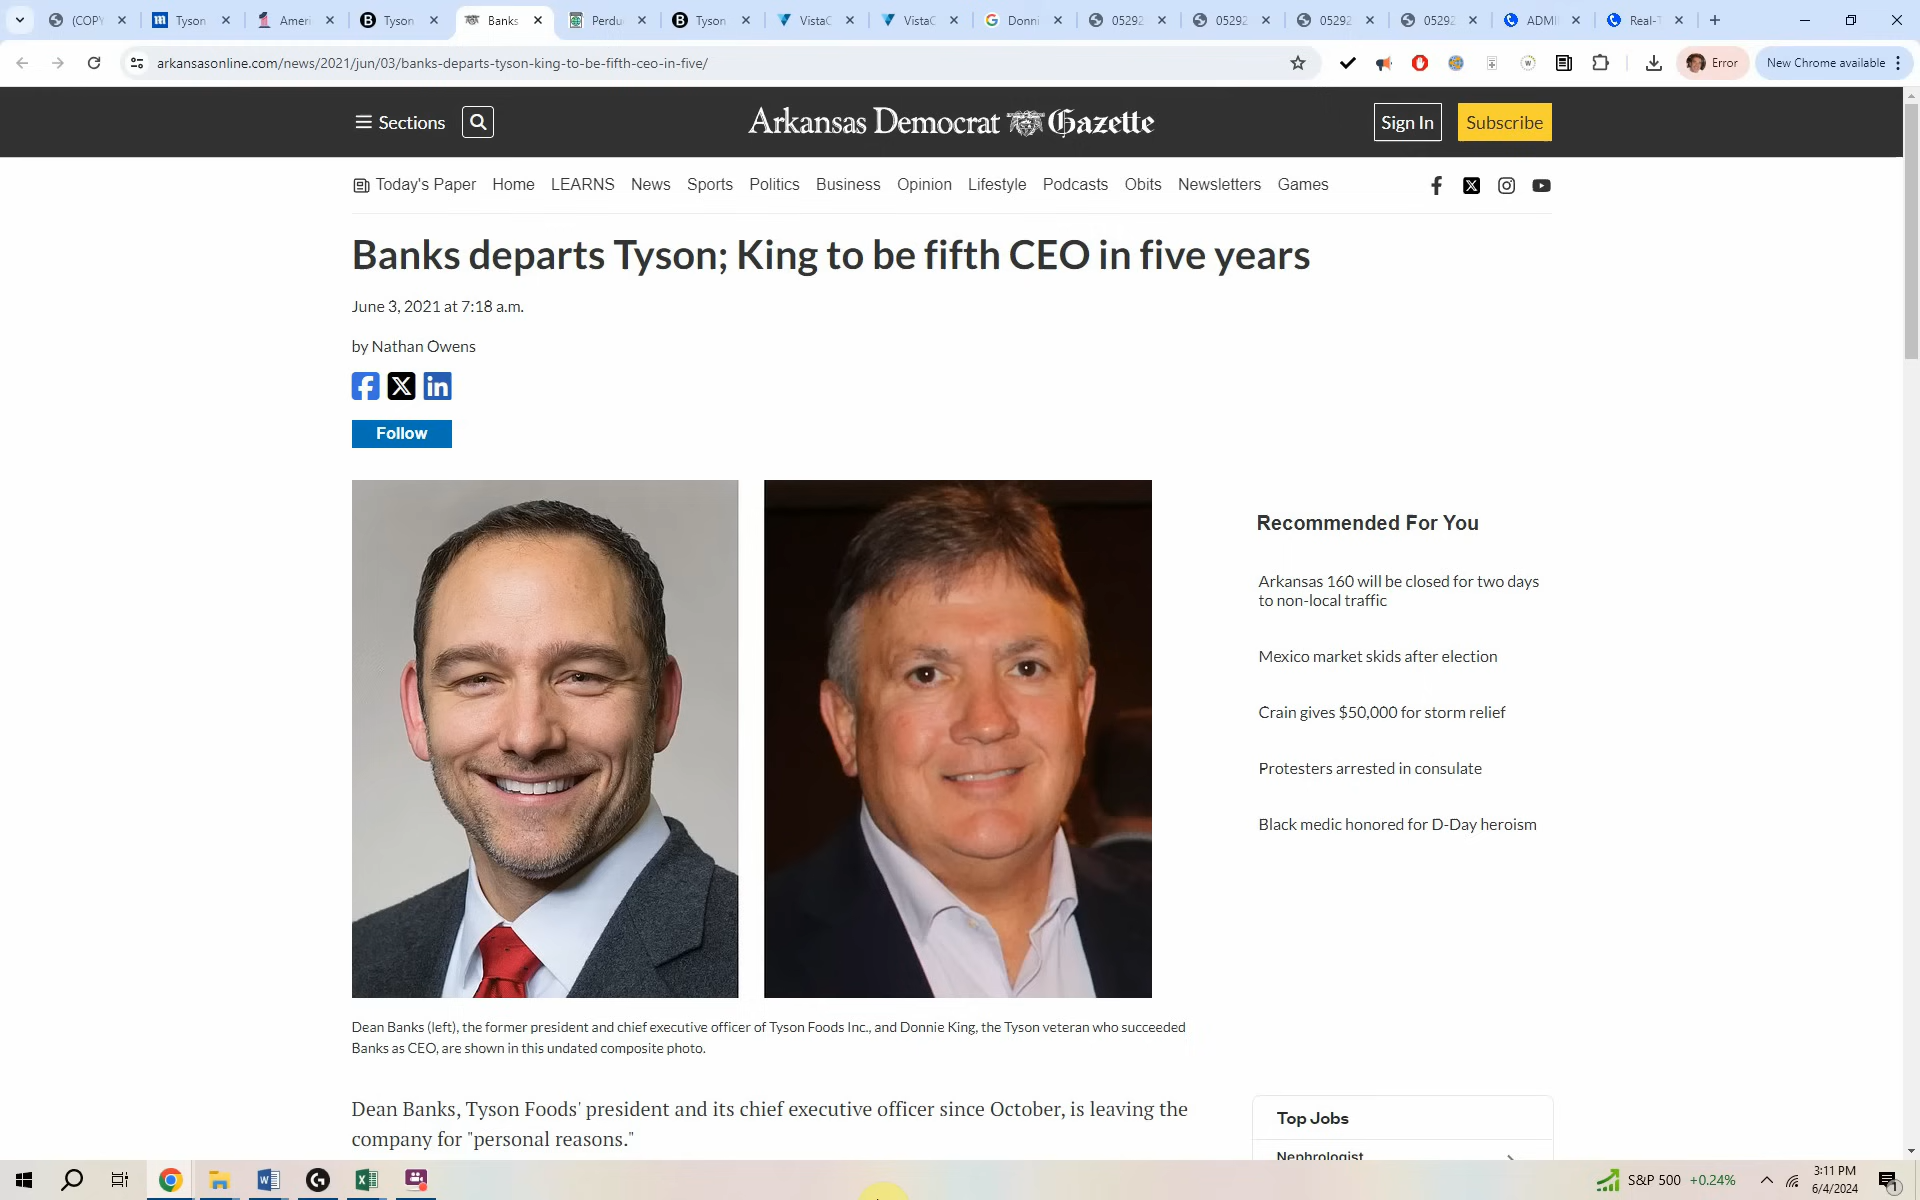 (COPY
Tyson
Ameri
Tyson
Banks
Perdu
Tyson
VistaC
VistaC
Donni
05292
05292
05292
05292
ADMI
Real-T
arkansasonline.com/news/2021/jun/03/banks-departs-tyson-king-to-be-fifth-ceo-in-five/
Error
New Chrome available
Sections
Arkansas Democrat Gazette
Sign In
Subscribe
Today's Paper Home LEARNS News Sports Politics Business Opinion Lifestyle Podcasts Obits Newsletters Games
Banks departs Tyson; King to be fifth CEO in five years
June 3, 2021 at 7:18 a.m.
by Nathan Owens
Follow
Recommended For You
Arkansas 160 will be closed for two days
to non-local traffic
Mexico market skids after election
Crain gives $50,000 for storm relief
Protesters arrested in consulate
Black medic honored for D-Day heroism
Dean Banks (left), the former president and chief executive officer of Tyson Foods Inc., and Donnie King, the Tyson veteran who succeeded
Banks as CEO, are shown in this undated composite photo.
Dean Banks, Tyson Foods' president and its chief executive officer since October, is leaving the
company for "personal reasons."
Top Jobs
Nephrologist
S&P 500 +0.24%
3:11 PM
6/4/2024
1